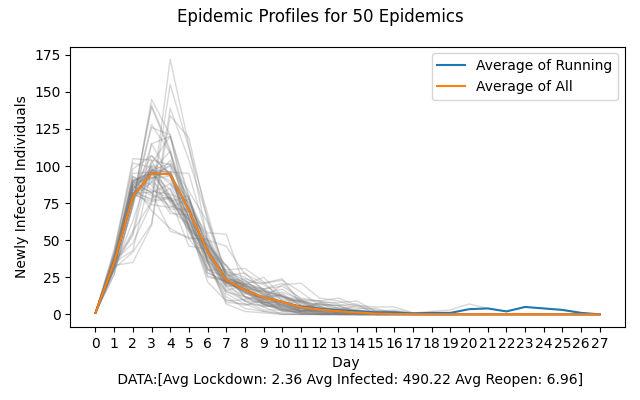 Epidemic Profiles for 50 Epidemics
175
150
125
100
75
50
25
0
Newly Infected Individuals
Average of Running
Average of All
0 1 2 3 4 5 6 7 8 9 10 11 12 13 14 15 16 17 18 19 20 21 22 23 24 25 26 27
Day
DATA:[Avg Lockdown: 2.36 Avg Infected: 490.22 Avg Reopen: 6.96]